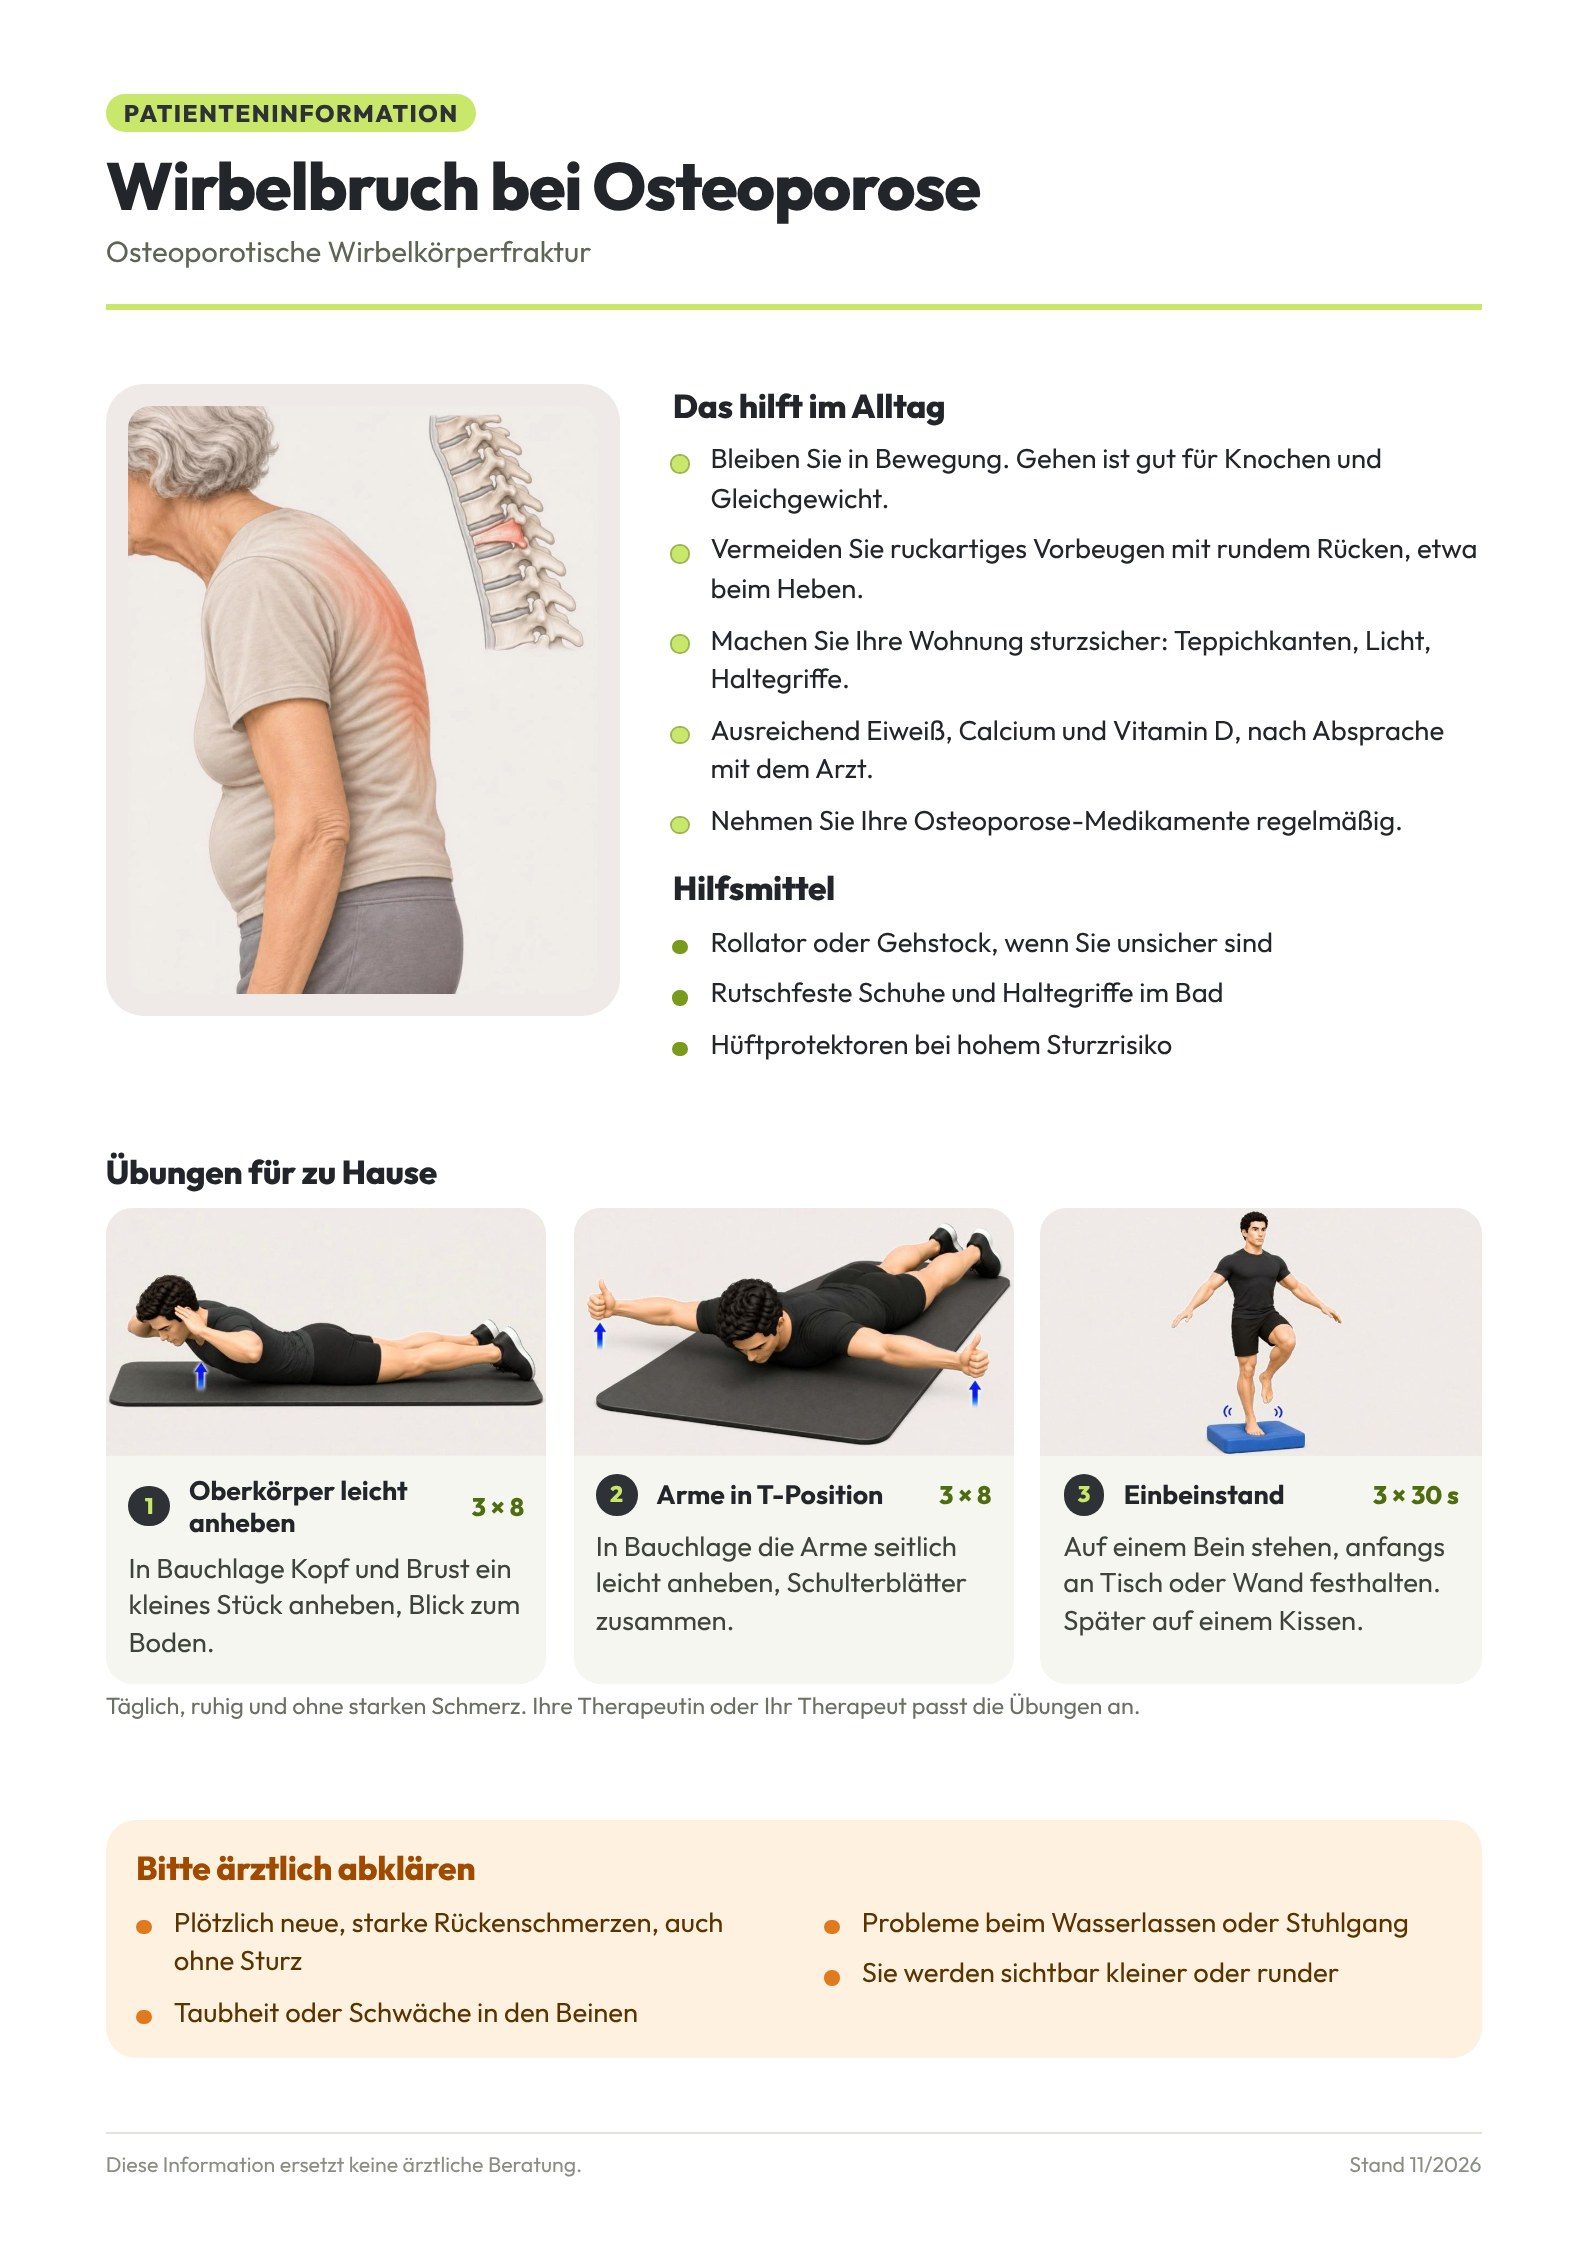 PATIENTENINFORMATION
Wirbelbruch bei Osteoporose
Osteoporotische Wirbelkörperfraktur
Das hilft im Alltag
Bleiben Sie in Bewegung. Gehen ist gut für Knochen und
Gleichgewicht.
Vermeiden Sie ruckartiges Vorbeugen mit rundem Rücken, etwa
beim Heben.
Machen Sie Ihre Wohnung sturzsicher: Teppichkanten, Licht,
Haltegriffe.
Ausreichend Eiweiß, Calcium und Vitamin D, nach Absprache
mit dem Arzt.
Nehmen Sie Ihre Osteoporose-Medikamente regelmäßig.
Hilfsmittel
Rollator oder Gehstock, wenn Sie unsicher sind
Rutschfeste Schuhe und Haltegriffe im Bad
Hüftprotektoren bei hohem Sturzrisiko
Übungen für zu Hause
1 Oberkörper leicht
anheben 3 × 8
In Bauchlage Kopf und Brust ein
kleines Stück anheben, Blick zum
Boden.
2 Arme in T-Position 3 × 8
In Bauchlage die Arme seitlich
leicht anheben, Schulterblätter
zusammen.
3 Einbeinstand 3 × 30 s
Auf einem Bein stehen, anfangs
an Tisch oder Wand festhalten.
Später auf einem Kissen.
Täglich, ruhig und ohne starken Schmerz. Ihre Therapeutin oder Ihr Therapeut passt die Übungen an.
Bitte ärztlich abklären
Plötzlich neue, starke Rückenschmerzen, auch
ohne Sturz
Taubheit oder Schwäche in den Beinen
Probleme beim Wasserlassen oder Stuhlgang
Sie werden sichtbar kleiner oder runder
Diese Information ersetzt keine ärztliche Beratung.
Stand 11/2026